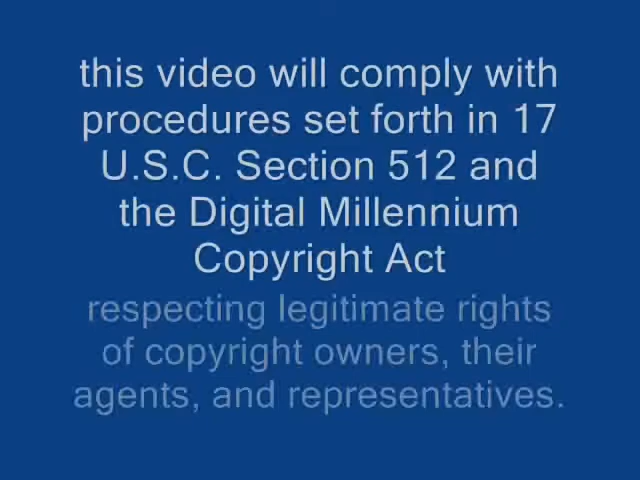 this video will comply with
procedures set forth in 17
U.S.C. Section 512 and
the Digital Millennium
Copyright Act
respecting legitimate rights
of copyright owners, their
agents, and representatives.